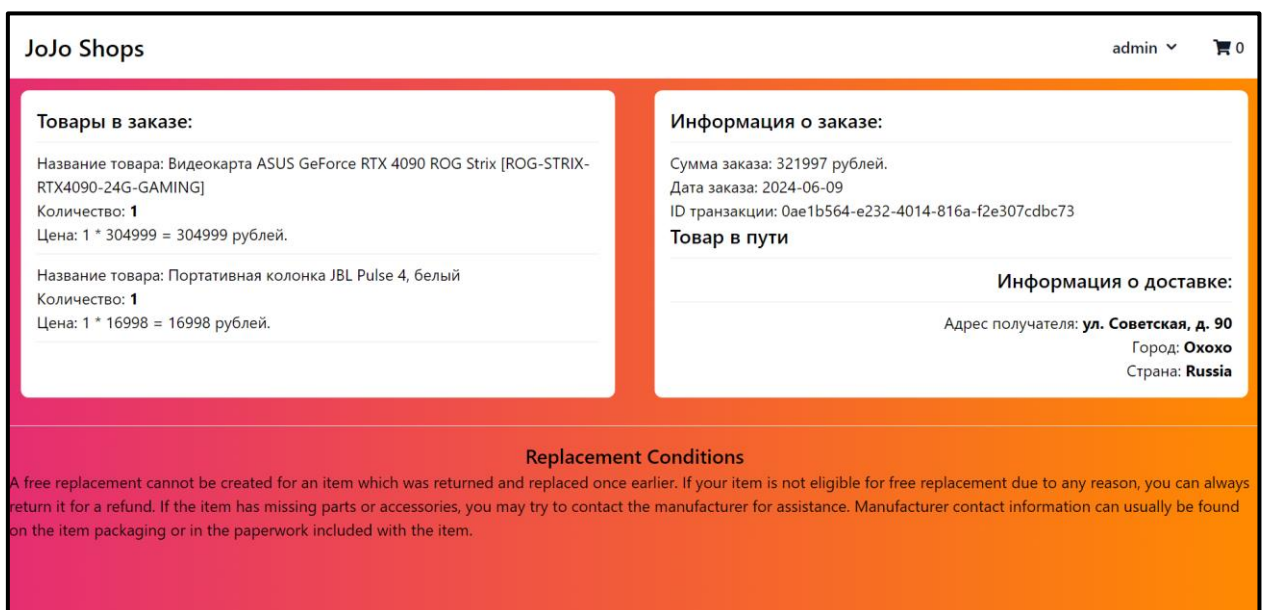 JoJo Shops
admin
0
Товары в заказе:
Название товара: Видеокарта ASUS GeForce RTX 4090 ROG Strix [ROG-STRIX-
RTX4090-24G-GAMING]
Количество: 1
Цена: 1 * 304999 = 304999 рублей.
Название товара: Портативная колонка JBL Pulse 4, белый
Количество: 1
Цена: 1 * 16998 = 16998 рублей.
Информация о заказе:
Сумма заказа: 321997 рублей.
Дата заказа: 2024-06-09
ID транзакции: 0ae1b564-e232-4014-816a-f2e307cdbc73
Товар в пути
Информация о доставке:
Адрес получателя: ул. Советская, д. 90
Город: Охохо
Страна: Russia
Replacement Conditions
A free replacement cannot be created for an item which was returned and replaced once earlier. If your item is not eligible for free replacement due to any reason, you can always
return it for a refund. If the item has missing parts or accessories, you may try to contact the manufacturer for assistance. Manufacturer contact information can usually be found
on the item packaging or in the paperwork included with the item.